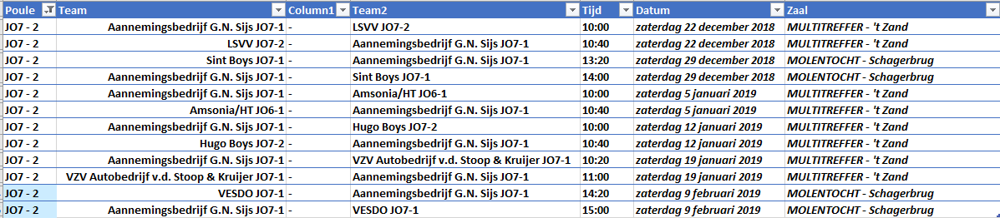 Poule Team Column1 Team2 Tijd Datum Zaal
JO7 - 2 Aannemingsbedrijf G.N. Sijs JO7-1 - LSVV JO7-2 10:00 zaterdag 22 december 2018 MULTITREFFER - 't Zand
JO7 - 2 LSVV JO7-2 - Aannemingsbedrijf G.N. Sijs JO7-1 10:40 zaterdag 22 december 2018 MULTITREFFER - 't Zand
JO7 - 2 Sint Boys JO7-1 - Aannemingsbedrijf G.N. Sijs JO7-1 13:20 zaterdag 29 december 2018 MOLENTOCHT - Schagerbrug
JO7 - 2 Aannemingsbedrijf G.N. Sijs JO7-1 - Sint Boys JO7-1 14:00 zaterdag 29 december 2018 MOLENTOCHT - Schagerbrug
JO7 - 2 Aannemingsbedrijf G.N. Sijs JO7-1 - Amsonia/HT JO6-1 10:00 zaterdag 5 januari 2019 MULTITREFFER - 't Zand
JO7 - 2 Amsonia/HT JO6-1 - Aannemingsbedrijf G.N. Sijs JO7-1 10:40 zaterdag 5 januari 2019 MULTITREFFER - 't Zand
JO7 - 2 Aannemingsbedrijf G.N. Sijs JO7-1 - Hugo Boys JO7-2 10:00 zaterdag 12 januari 2019 MULTITREFFER - 't Zand
JO7 - 2 Hugo Boys JO7-2 - Aannemingsbedrijf G.N. Sijs JO7-1 10:40 zaterdag 12 januari 2019 MULTITREFFER - 't Zand
JO7 - 2 Aannemingsbedrijf G.N. Sijs JO7-1 - VZV Autobedrijf v.d. Stoop & Kruijer JO7-1 10:20 zaterdag 19 januari 2019 MULTITREFFER - 't Zand
JO7 - 2 VZV Autobedrijf v.d. Stoop & Kruijer JO7-1 - Aannemingsbedrijf G.N. Sijs JO7-1 11:00 zaterdag 19 januari 2019 MULTITREFFER - 't Zand
JO7 - 2 VESDO JO7-1 - Aannemingsbedrijf G.N. Sijs JO7-1 14:20 zaterdag 9 februari 2019 MOLENTOCHT - Schagerbrug
JO7 - 2 Aannemingsbedrijf G.N. Sijs JO7-1 - VESDO JO7-1 15:00 zaterdag 9 februari 2019 MOLENTOCHT - Schagerbrug